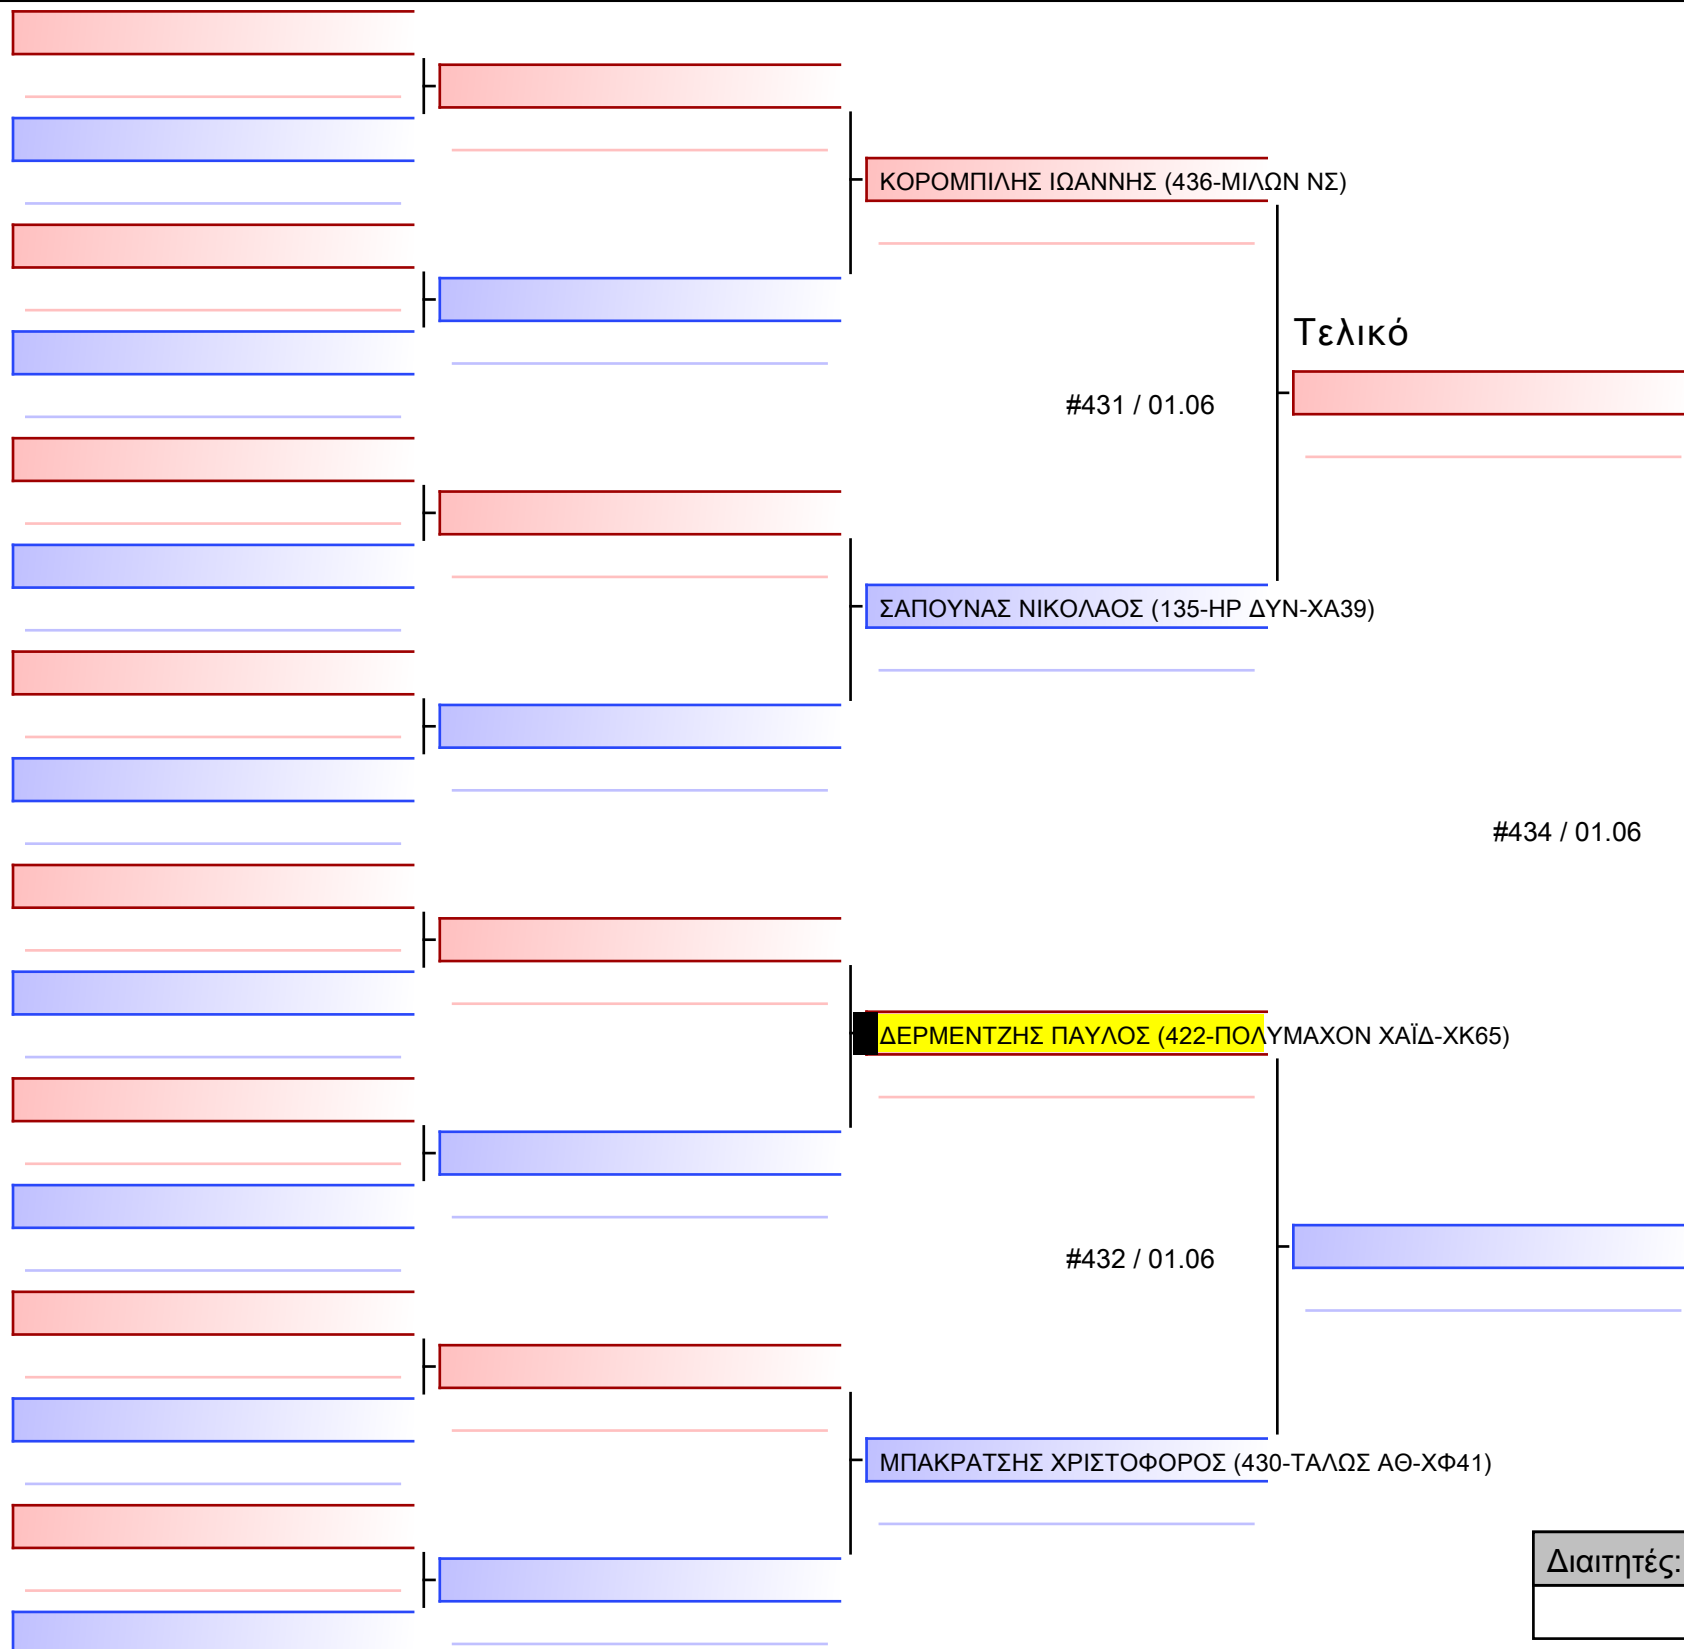 ΚΟΡΟΜΠΙΛΗΣ ΙΩΑΝΝΗΣ (436-ΜΙΛΩΝ ΝΣ)
Τελικό
#431 / 01.06
ΣΑΠΟΥΝΑΣ ΝΙΚΟΛΑΟΣ (135-ΗΡ ΔΥΝ-ΧΑ39)
#434 / 01.06
ΔΕΡΜΕΝΤΖΗΣ ΠΑΥΛΟΣ (422-ΠΟΛΥΜΑΧΟΝ ΧΑΪΔ-ΧΚ65)
#432 / 01.06
ΜΠΑΚΡΑΤΣΗΣ ΧΡΙΣΤΟΦΟΡΟΣ (430-ΤΑΛΩΣ ΑΘ-ΧΦ41)
Διαιτητές: